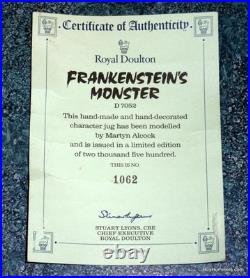 Certificate of Authenticity
Royal Doulton
FRANKENSTEIN'S
MONSTER
D 7052
This hand-made and hand-decorated
character jug has been modelled
by Martyn Alcock
and is issued in a limited edition
of two thousand five hundred.
THIS IS NO.
1062
STUART LYONS, CBE
CHIEF EXECUTIVE
ROYAL DOULTON